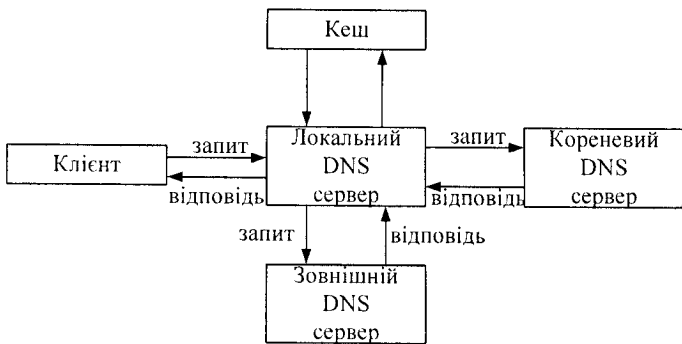 Кеш
Клієнт
запит
відповідь
Локальний
DNS
сервер
запит
відповідь
Кореневий
DNS
сервер
запит
відповідь
Зовнішній
DNS
сервер